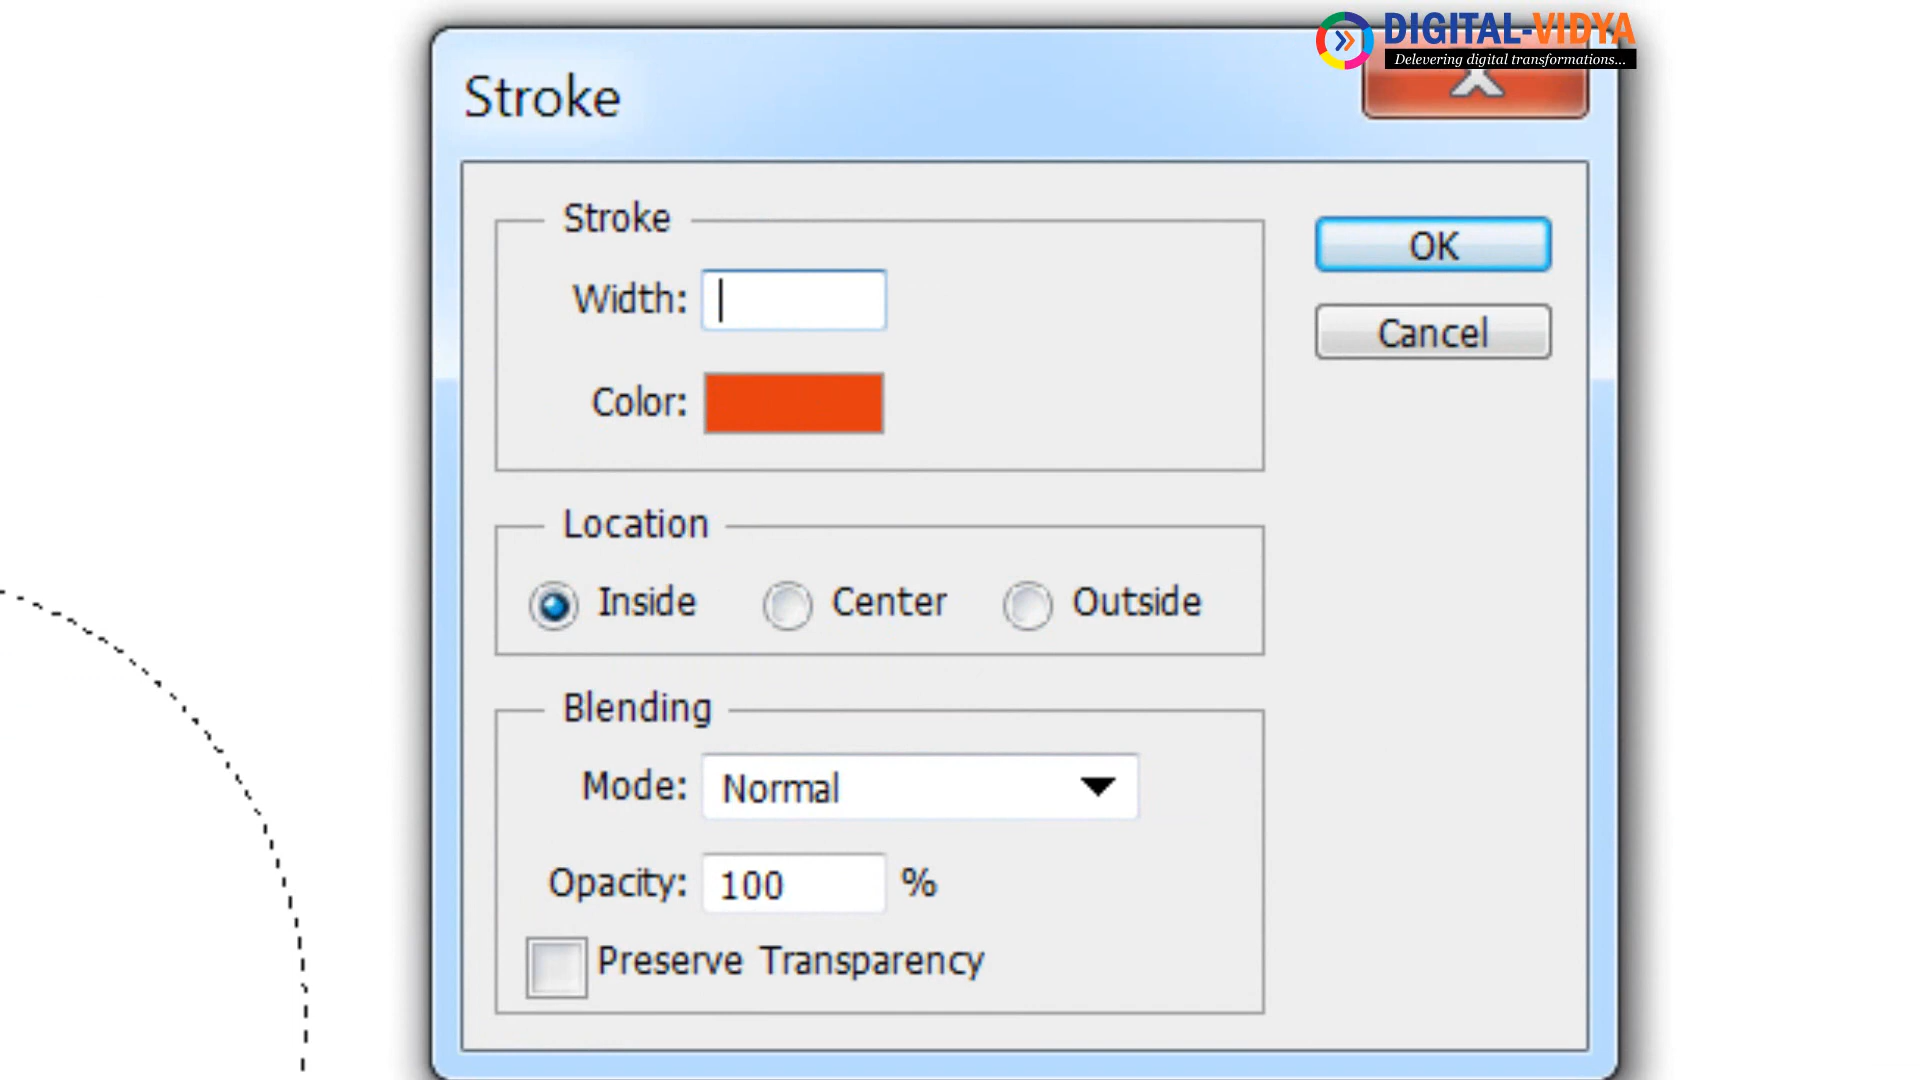 DIGITAL-VIDYA
Delevering digital transformations...
Stroke
Stroke
Width:
Color:
OK
Cancel
Location
Inside Center Outside
Blending
Mode: Normal
Opacity: 100 %
Preserve Transparency